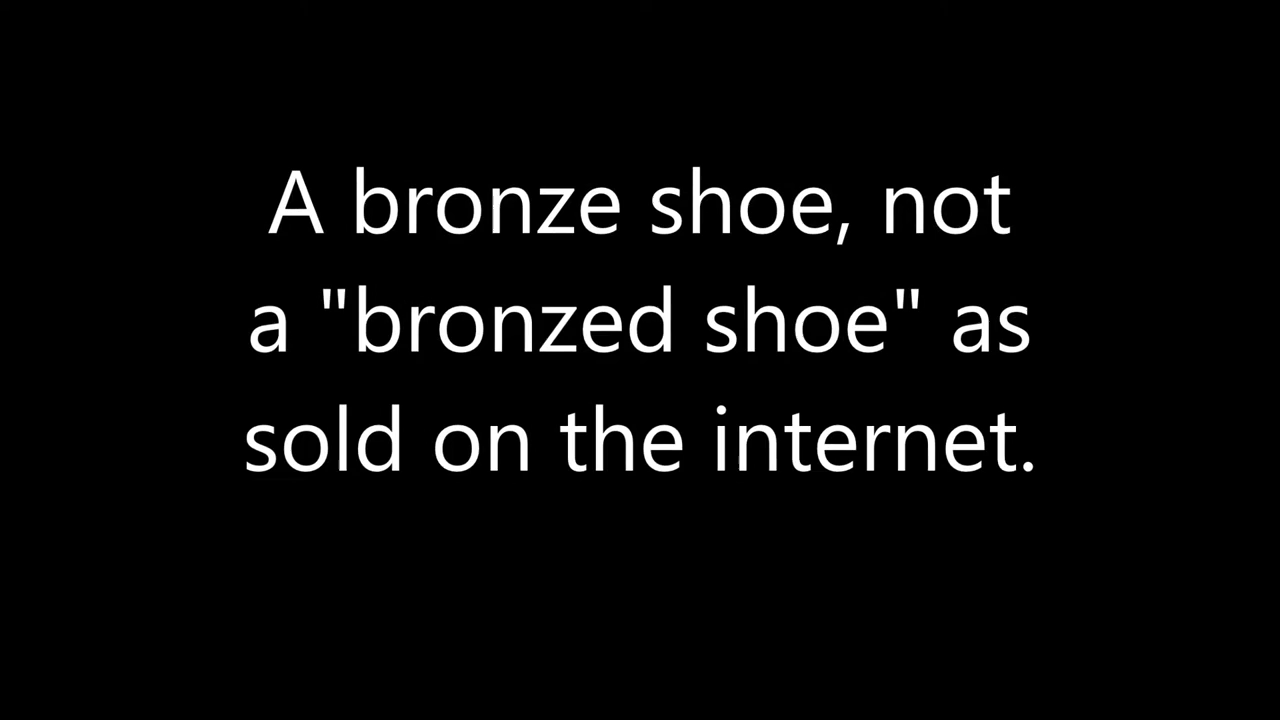 A bronze shoe, not
a "bronzed shoe" as
sold on the internet.